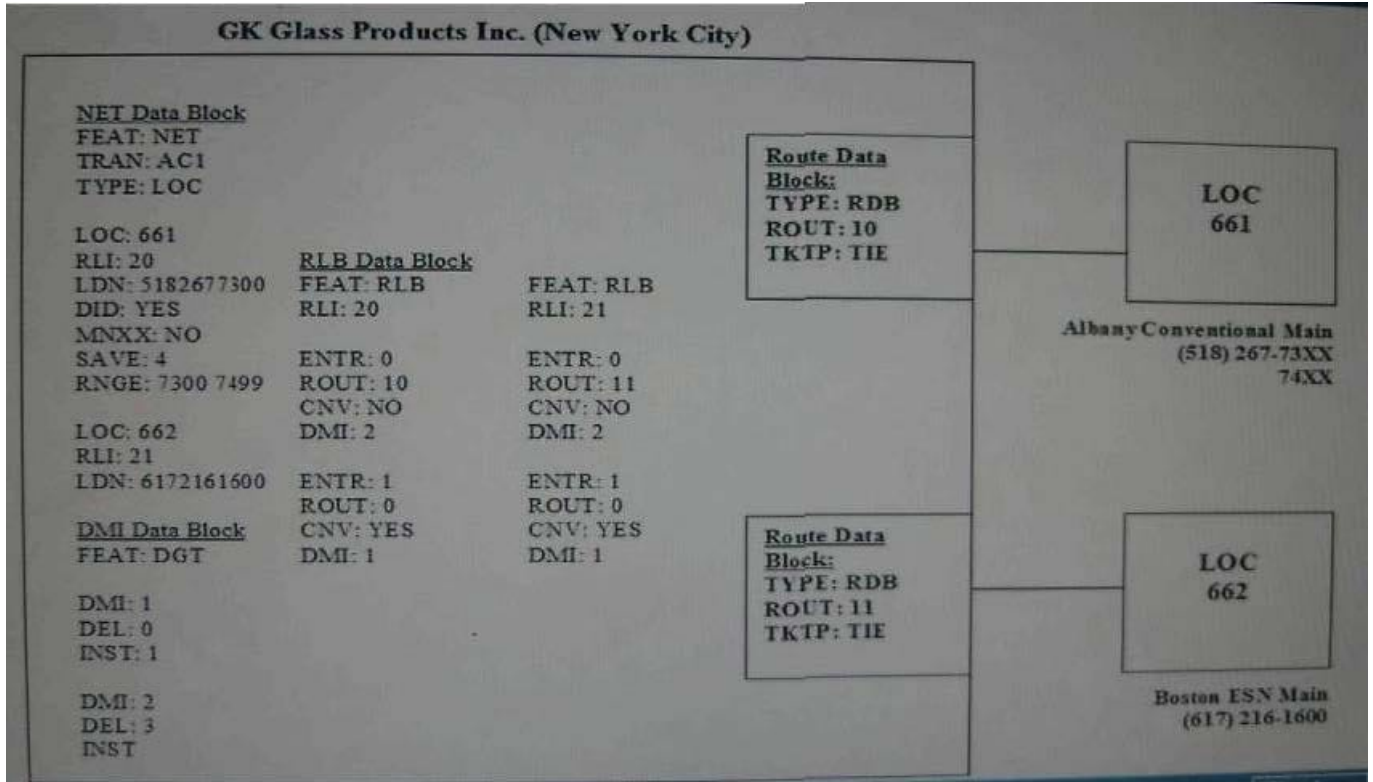 GK Glass Products Inc. (New York City)
NET Data Block
FEAT: NET
TRAN: AC1
TYPE: LOC
LOC: 661
RLI: 20
LDN: 5182677300
DID: YES
MNXX: NO
SAVE: 4
RNGE: 7300 7499
LOC: 662
RLI: 21
LDN: 6172161600
DMI Data Block
FEAT: DGT
DMI: 1
DEL: 0
INST: 1
DMI: 2
DEL: 3
INST
RLB Data Block
FEAT: RLB
RLI: 20
ENTR: 0
ROUT: 10
CNV: NO
DMI: 2
ENTR: 1
ROUT: 0
CNV: YES
DMI: 1
FEAT: RLB
RLI: 21
ENTR: 0
ROUT: 11
CNV: NO
DMI: 2
ENTR: 1
ROUT: 0
CNV: YES
DMI: 1
Route Data
Block:
TYPE: RDB
ROUT: 10
TKTP: TIE
LOC
661
Albany Conventional Main
(518) 267-73XX
74XX
Route Data
Block:
TYPE: RDB
ROUT: 11
TKTP: TIE
LOC
662
Boston ESN Main
(617) 216-1600